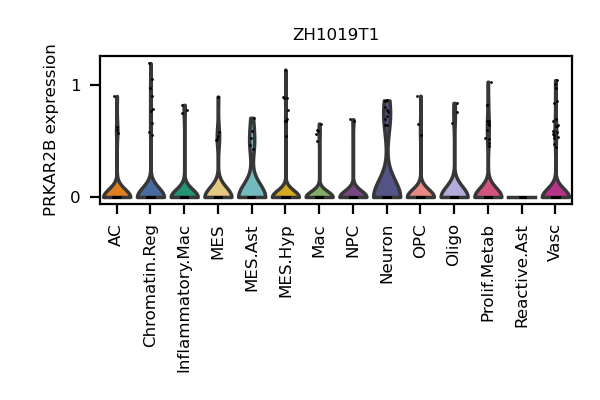 ZH1019T1
PRKAR2B expression
1
0
AC
Chromatin.Reg
Inflammatory.Mac
MES
MES.Ast
MES.Hyp
Mac
NPC
Neuron
OPC
Oligo
Prolif.Metab
Reactive.Ast
Vasc